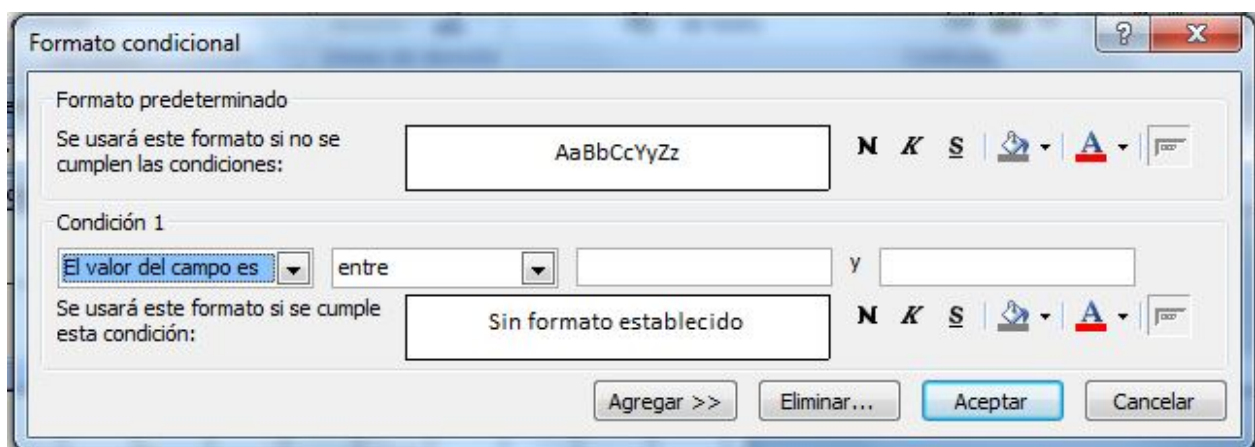 Formato condicional
Formato predeterminado
Se usará este formato si no se
cumplen las condiciones:
AaBbCcYyZz
N K S A
Condición 1
El valor del campo es entre y
Se usará este formato si se cumple
esta condición:
Sin formato establecido
N K S A
Agregar >> Eliminar... Aceptar Cancelar